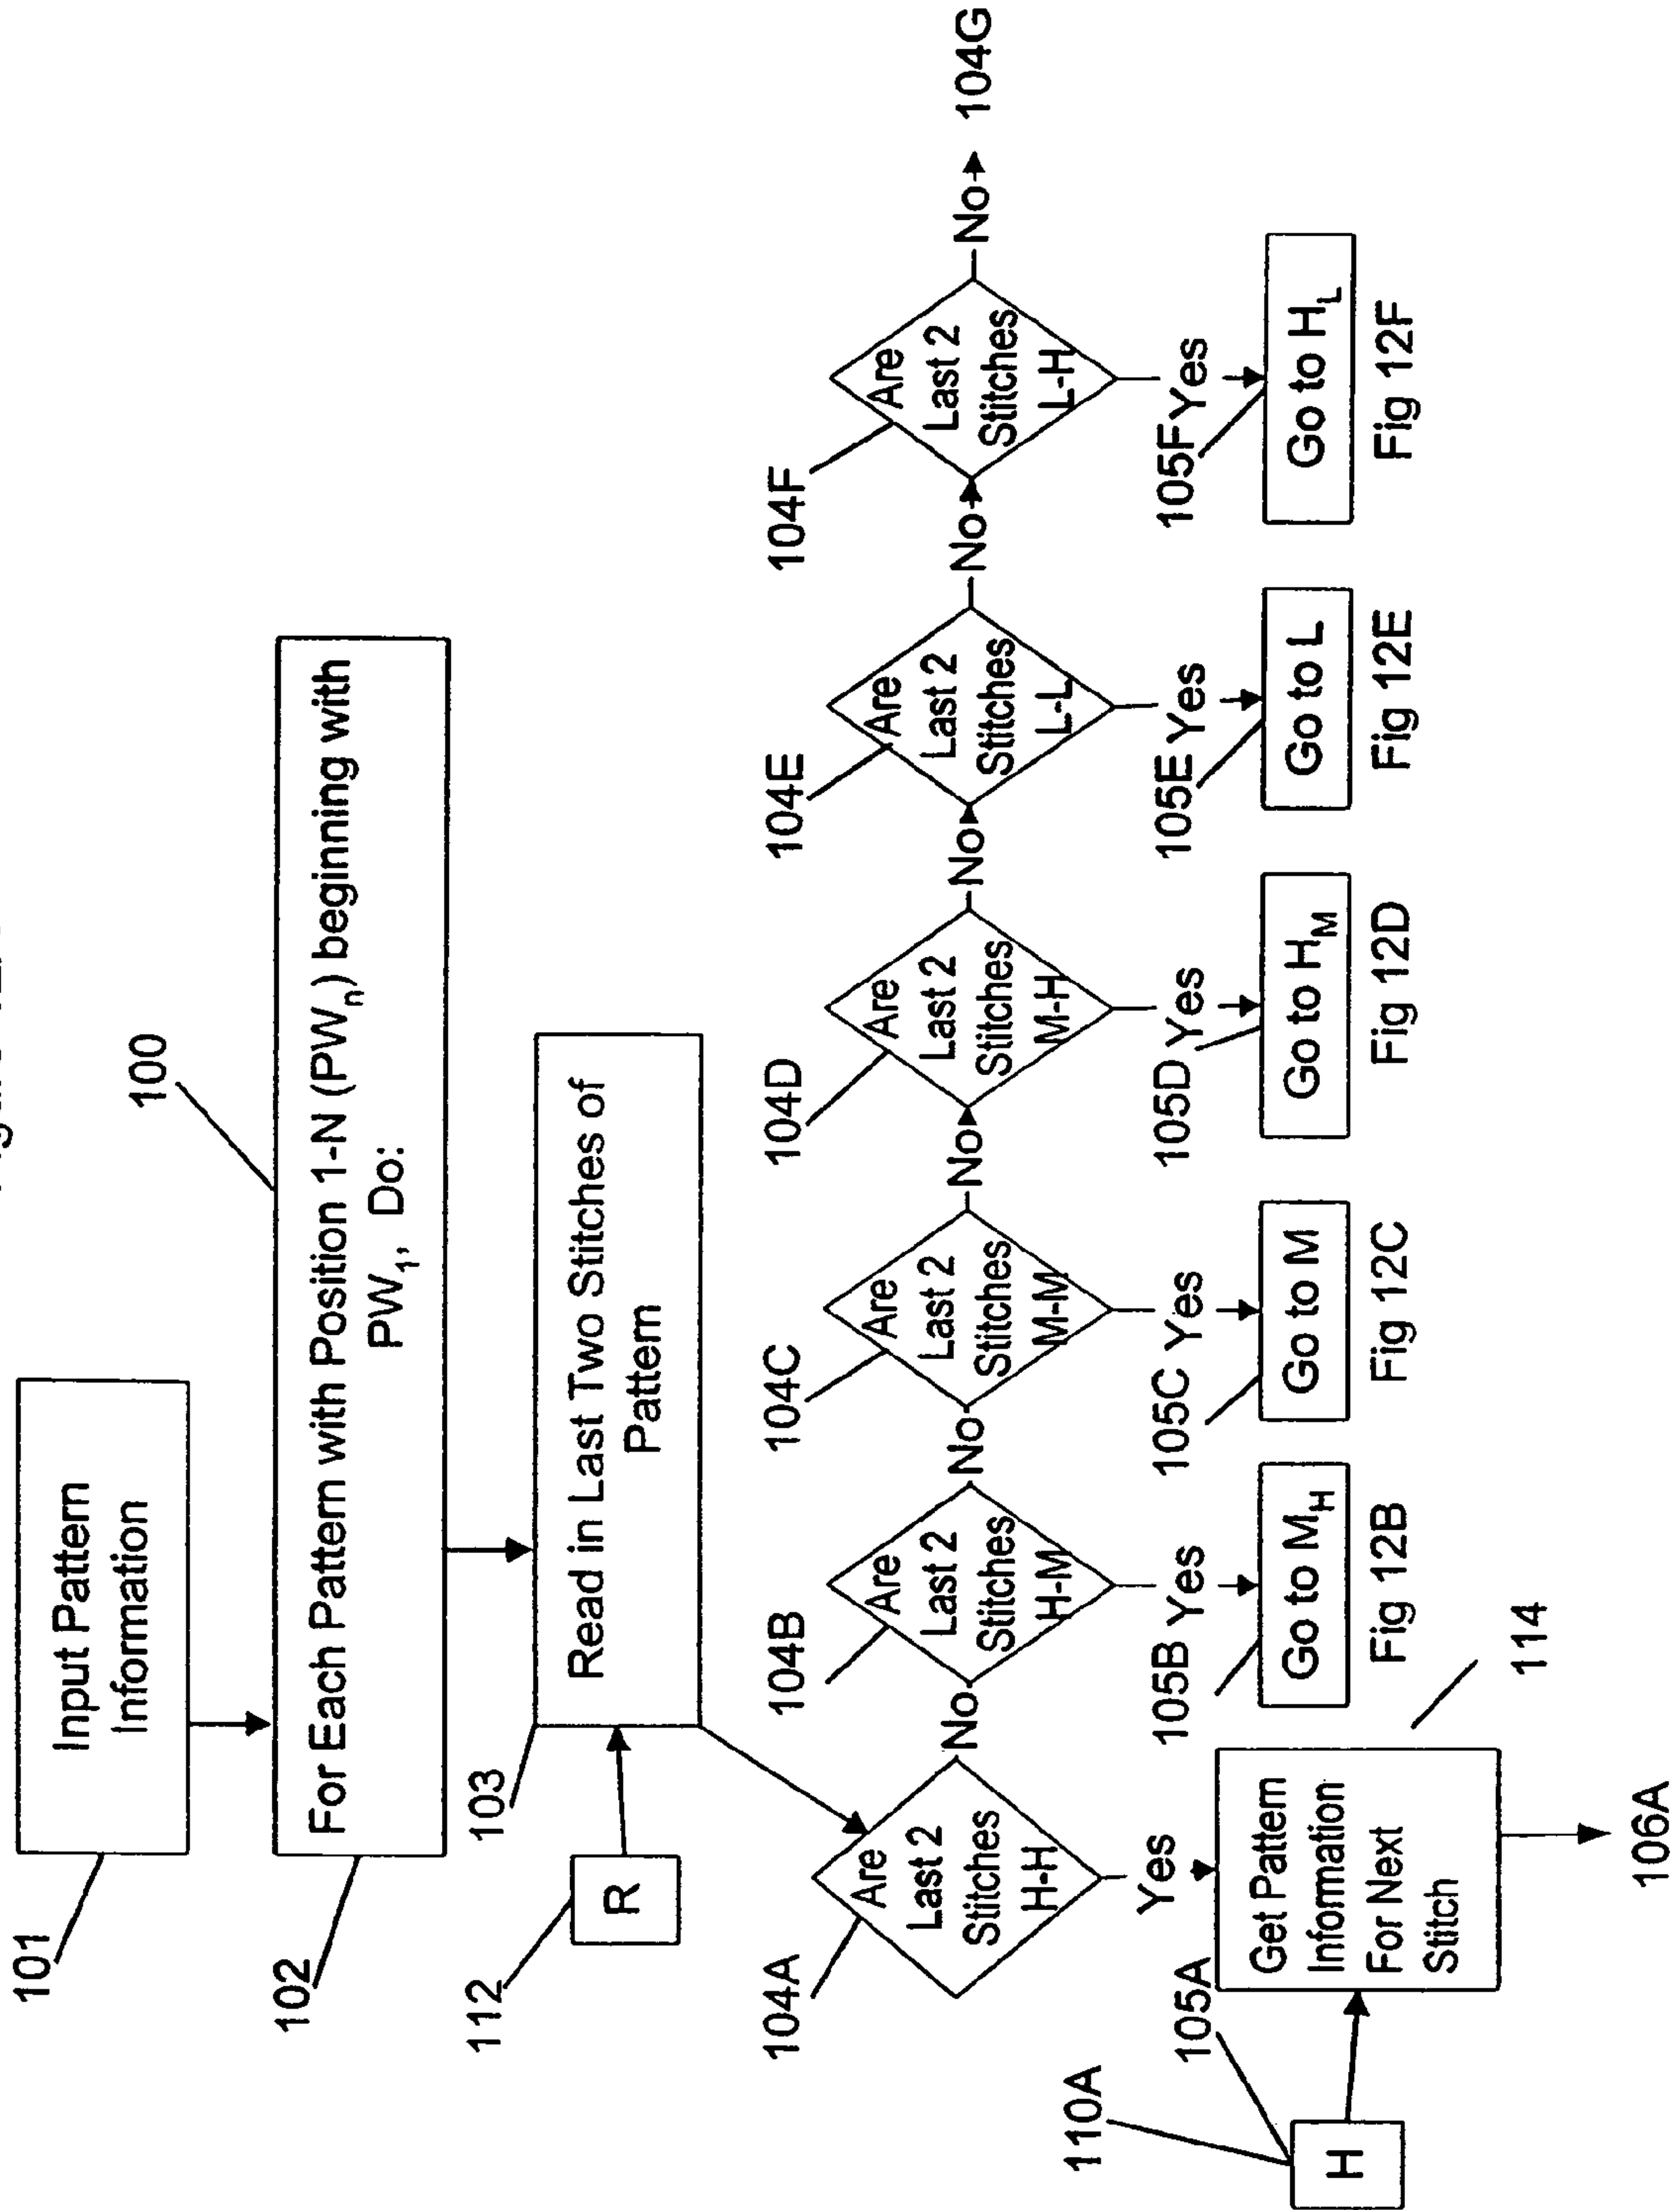 100
101
Input Pattern
Information
102
For Each Pattern with Position 1-N (PWn) beginning with
PW1, Do:
103
Read in Last Two Stitches of
Pattern
112
R
104A
Are
Last 2
Stitches
H-H
No
104B
Are
Last 2
Stitches
H-M
No
104C
Are
Last 2
Stitches
M-M
No
104D
Are
Last 2
Stitches
M-H
No
104E
Are
Last 2
Stitches
L-L
No
104F
Are
Last 2
Stitches
L-H
No
104G
Yes
105B Yes
105C Yes
105D Yes
105E Yes
105F Yes
110A
H
105A
Get Pattern
Information
For Next
Stitch
106A
Go to MH
Fig 12B
Go to M
Fig 12C
Go to HM
Fig 12D
Go to L
Fig 12E
Go to HL
Fig 12F
114